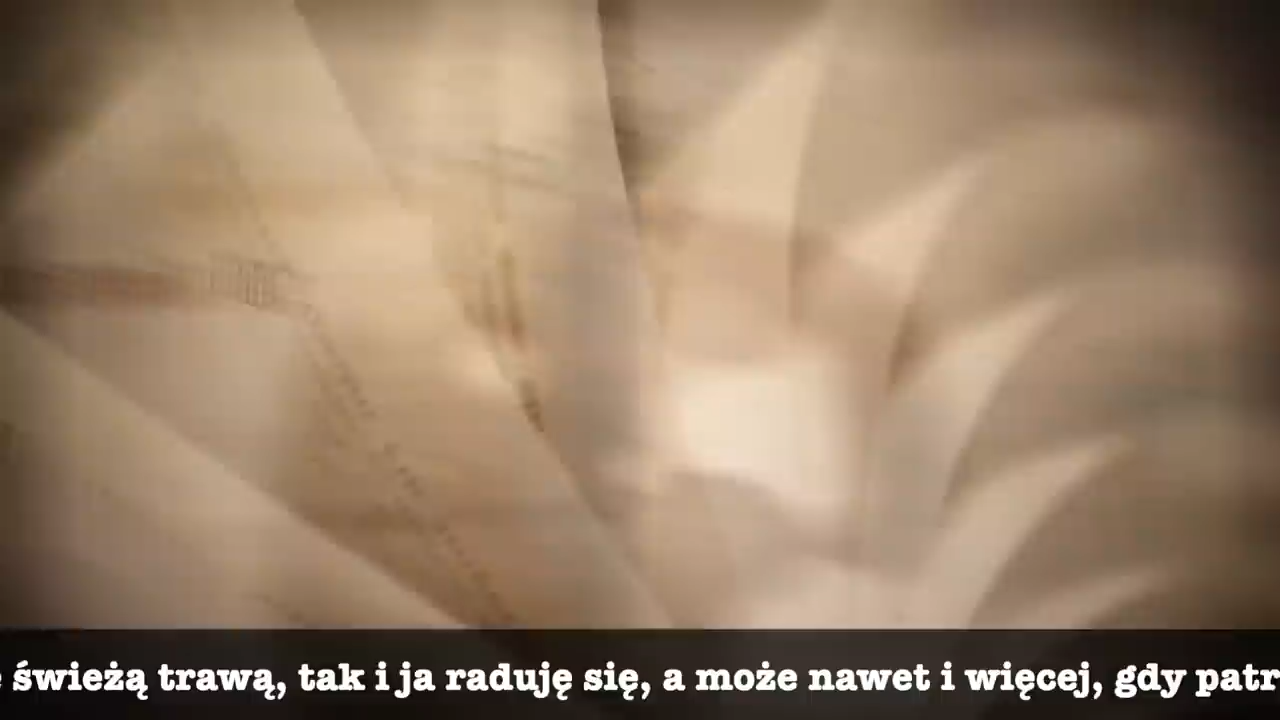 świeżą trawą, tak i ja raduję się, a może nawet i więcej, gdy patr